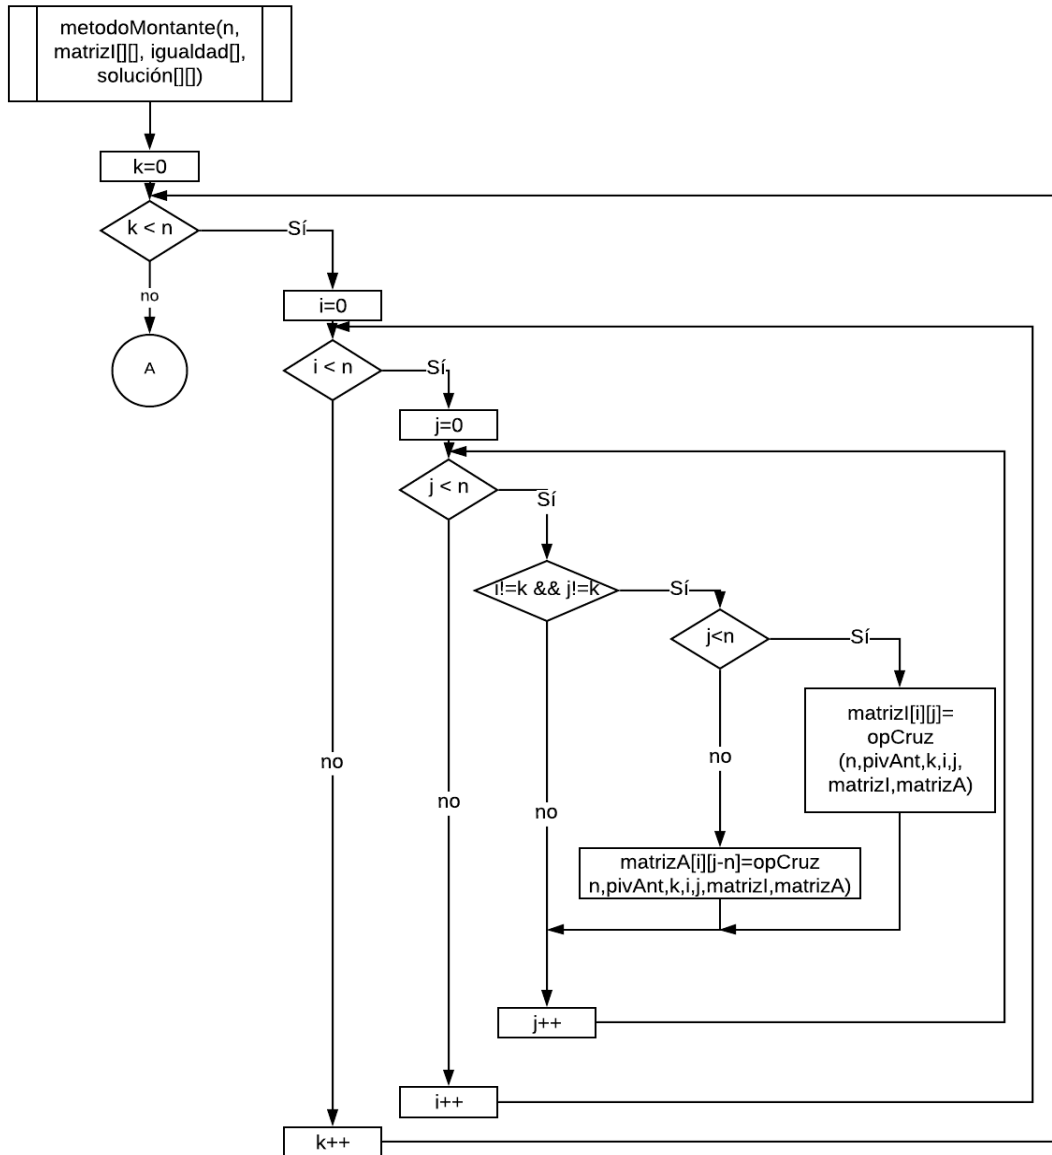 metodoMontante(n,
matrizI[][], igualdad[],
solución[][])
k=0
k < n
Sí
no
A
i=0
i < n
Sí
j=0
j < n
Sí
i!=k && j!=k
Sí
j<n
Sí
matrizI[i][j]=
opCruz
(n,pivAnt,k,i,j,
matrizI,matrizA)
no
no
no
no
matrizA[i][j-n]=opCruz
n,pivAnt,k,i,j,matrizI,matrizA)
j++
i++
k++